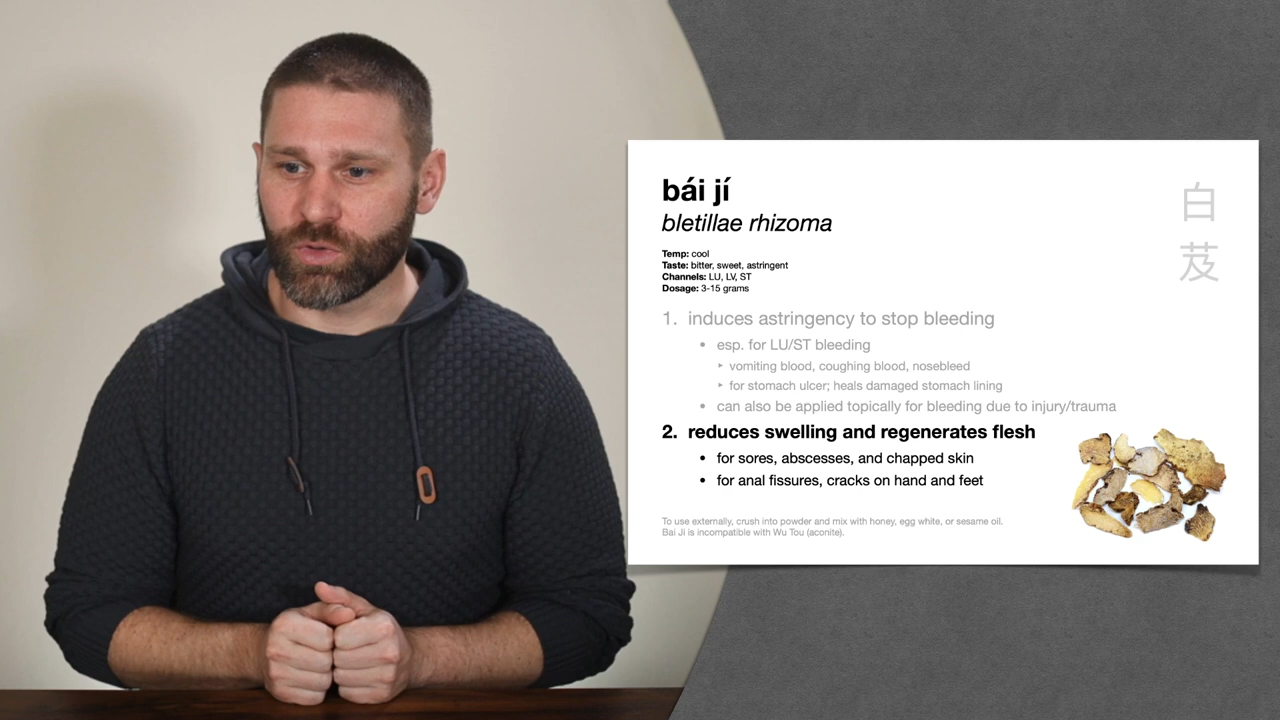 bái jí
bletillae rhizoma
白
芨
Temp: cool
Taste: bitter, sweet, astringent
Channels: LU, LV, ST
Dosage: 3-15 grams
1. induces astringency to stop bleeding
• esp. for LU/ST bleeding
‣ vomiting blood, coughing blood, nosebleed
‣ for stomach ulcer; heals damaged stomach lining
• can also be applied topically for bleeding due to injury/trauma
2. reduces swelling and regenerates flesh
• for sores, abscesses, and chapped skin
• for anal fissures, cracks on hand and feet
To use externally, crush into powder and mix with honey, egg white, or sesame oil.
Bai Ji is incompatible with Wu Tou (aconite).